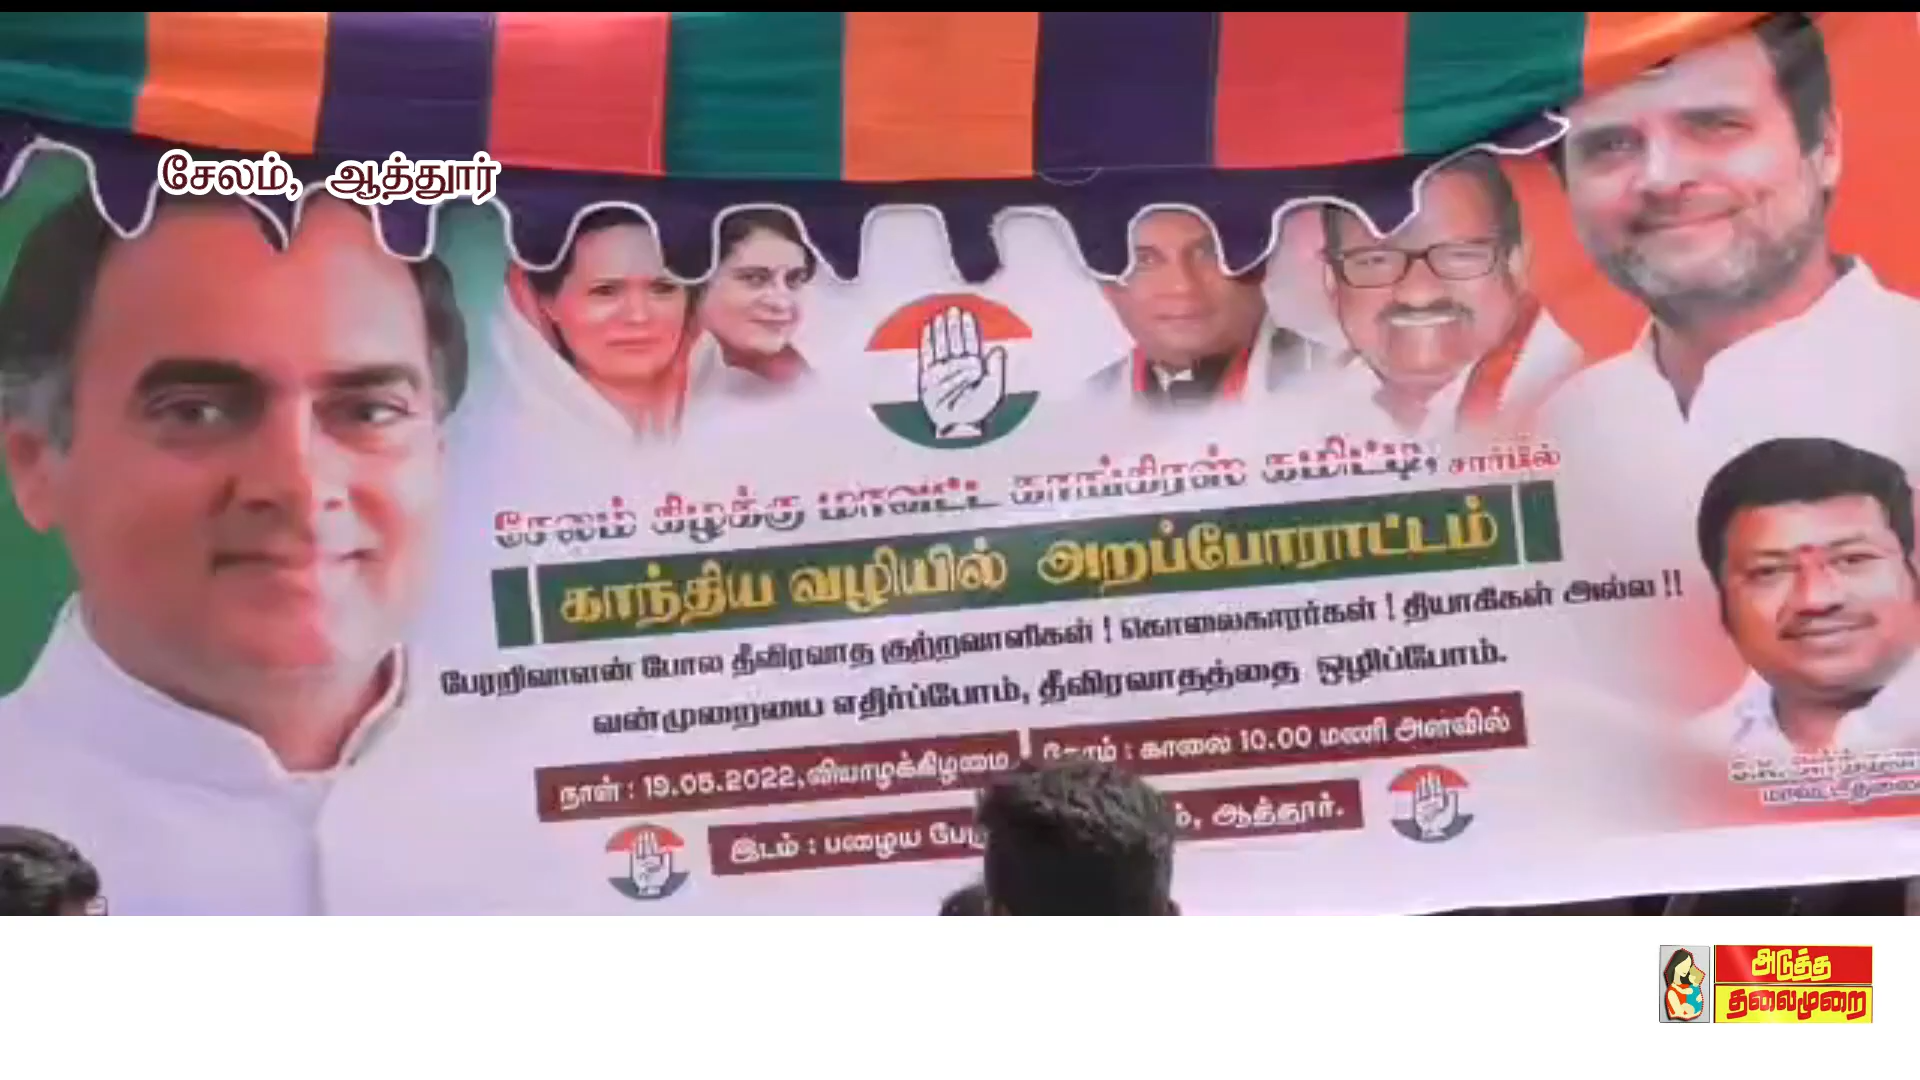 சேலம், ஆத்தூர்
சேலம் கிழக்கு மாவட்ட காங்கிரஸ் கமிட்டி, சார்பில்
காந்திய வழியில் அறப்போராட்டம்
பேரறிவாளன் போல தீவிரவாத குற்றவாளிகள் ! கொலைகாரர்கள் ! தியாகிகள் அல்ல !!
வன்முறையை எதிர்ப்போம், தீவிரவாதத்தை ஒழிப்போம்.
நாள் : 19.05.2022, வியாழக்கிழமை நேரம் : காலை 10.00 மணி அளவில்
இடம் : பழைய ஆத்தூர்.
அடுத்த
தலைமுறை